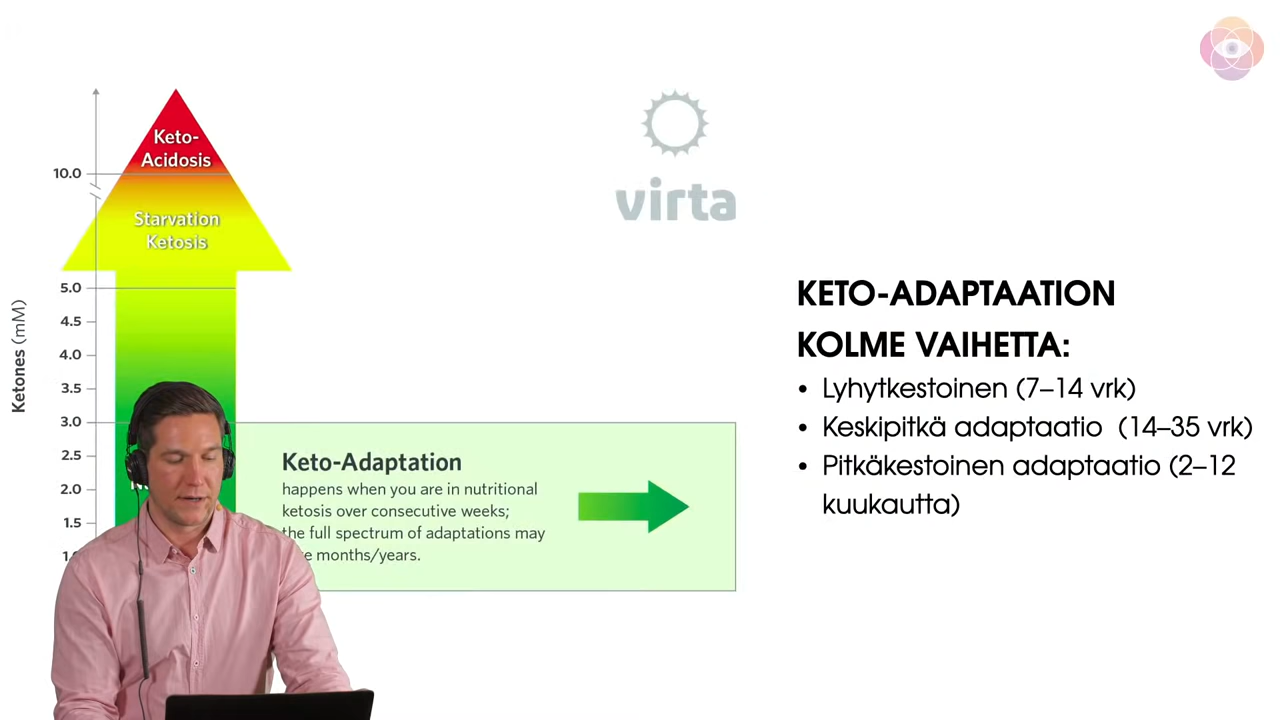 Keto-
Acidosis
10.0
Starvation
Ketosis
5.0
4.5
4.0
3.5
3.0
2.5
2.0
1.5
Ketones (mM)
virta
Keto-Adaptation
happens when you are in nutritional
ketosis over consecutive weeks;
the full spectrum of adaptations may
months/years.
KETO-ADAPTAATION
KOLME VAIHETTA:
• Lyhytkestoinen (7–14 vrk)
• Keskipitkä adaptaatio (14–35 vrk)
• Pitkäkestoinen adaptaatio (2–12
kuukautta)